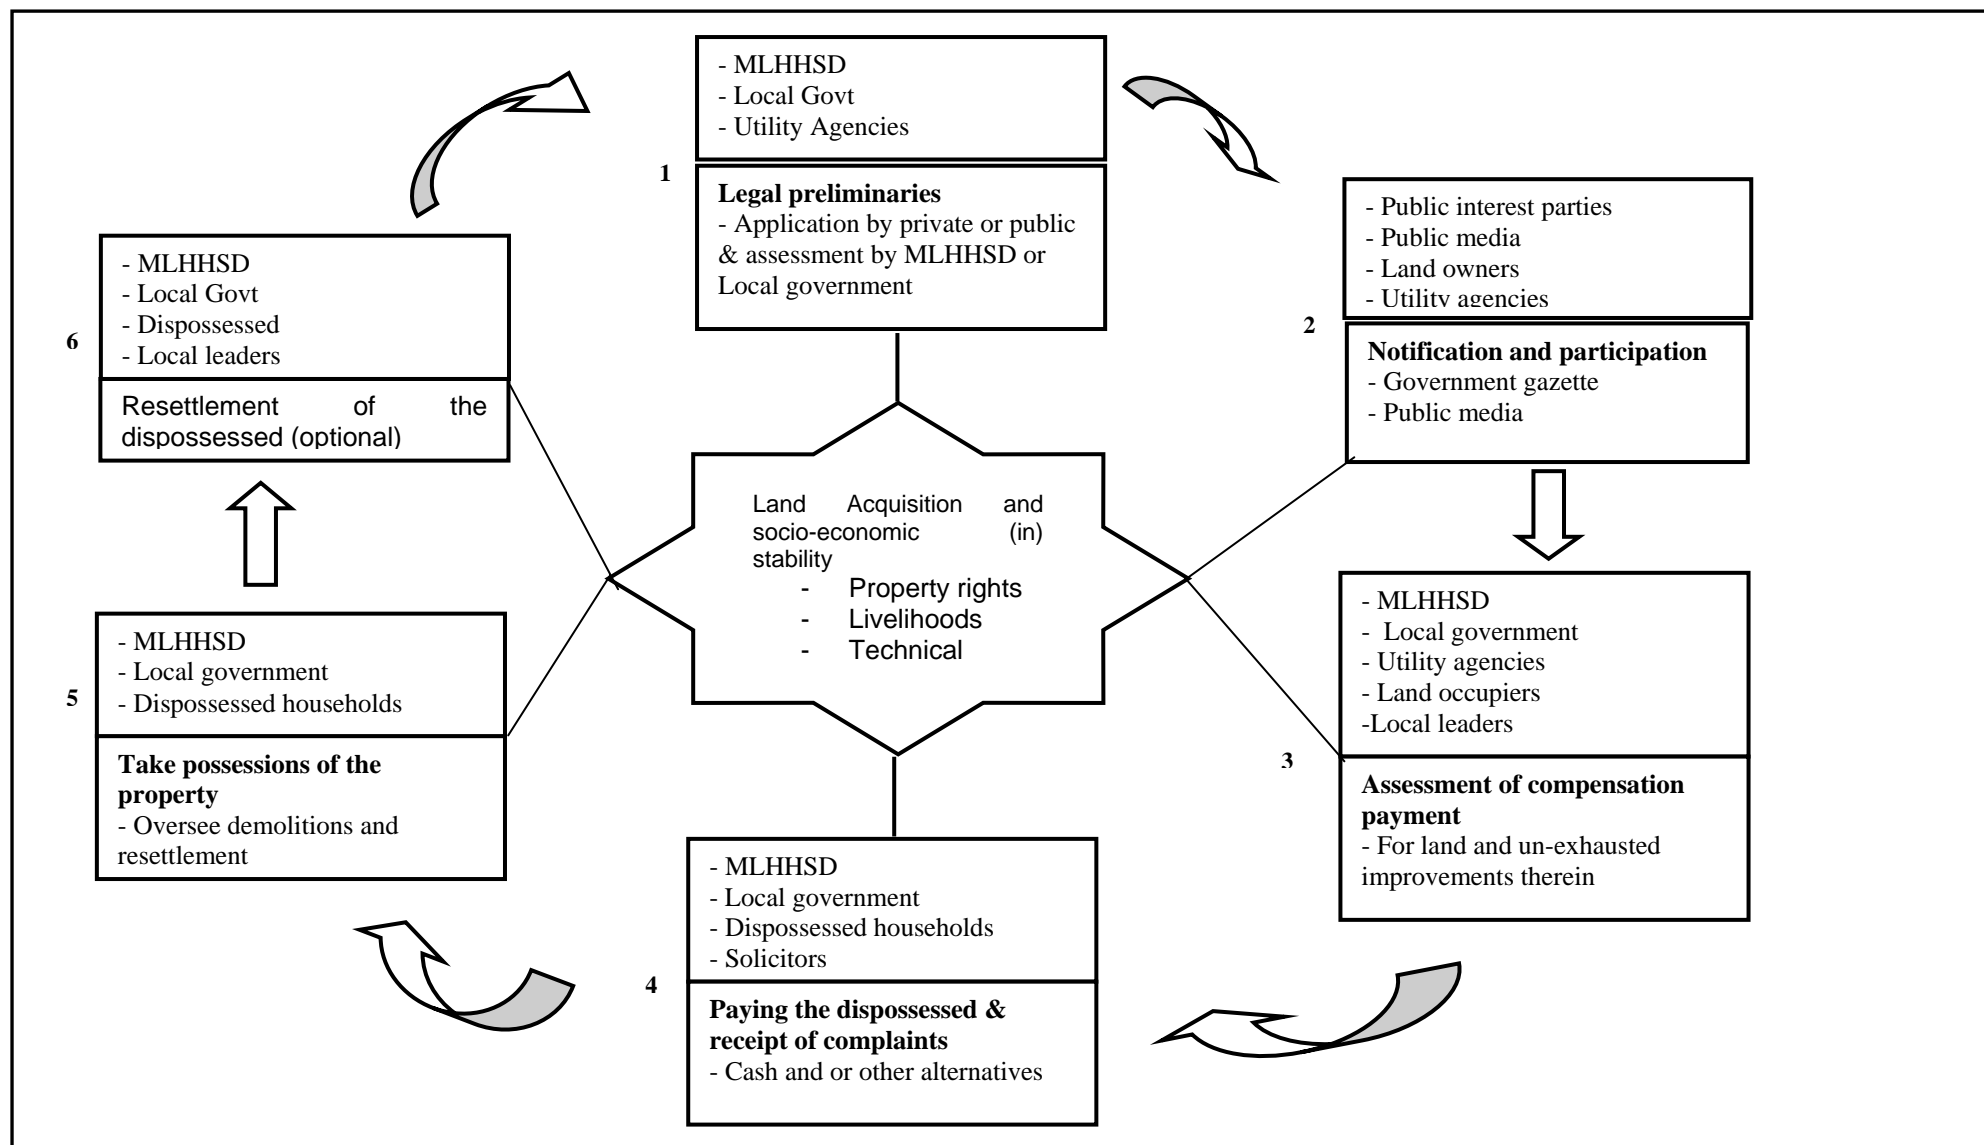 - MLHHSD
- Local Govt
- Utility Agencies
1
Legal preliminaries
- Application by private or public
& assessment by MLHHSD or
Local government
- Public interest parties
- Public media
- Land owners
- Utility agencies
2
Notification and participation
- Government gazette
- Public media
- MLHHSD
- Local government
- Utility agencies
- Land occupiers
-Local leaders
3
Assessment of compensation
payment
- For land and un-exhausted
improvements therein
- MLHHSD
- Local government
- Dispossessed households
- Solicitors
4
Paying the dispossessed &
receipt of complaints
- Cash and or other alternatives
- MLHHSD
- Local government
- Dispossessed households
5
Take possessions of the
property
- Oversee demolitions and
resettlement
- MLHHSD
- Local Govt
- Dispossessed
- Local leaders
6
Resettlement of the
dispossessed (optional)
Land Acquisition and
socio-economic (in)
stability
- Property rights
- Livelihoods
- Technical